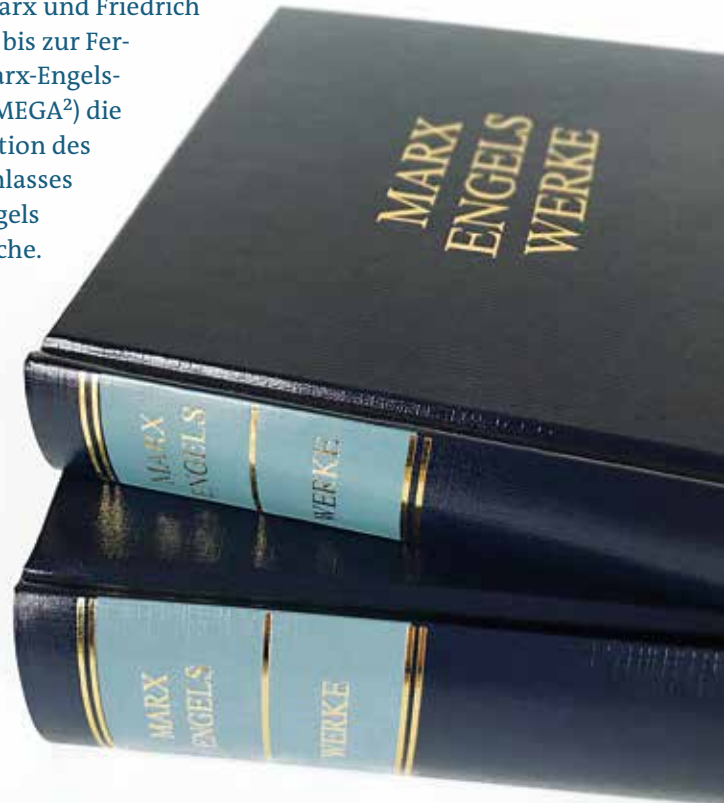 arx und Friedrich
bis zur Fer-
arx-Engels-
MEGA²) die
tion des
hlasses
gels
che.
MARX
ENGELS
WERKE
MARX
ENGELS
WERKE
MARX
ENGELS
WERKE